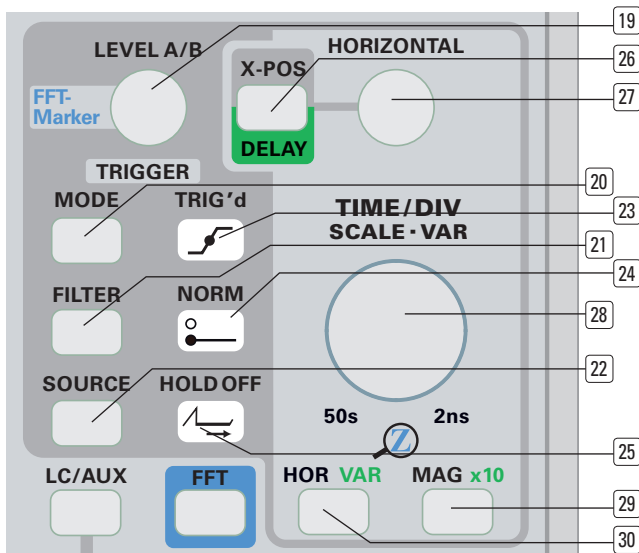 19
LEVEL A/B
HORIZONTAL
26
X-POS
FFT-
Marker
27
DELAY
TRIGGER
20
MODE
TRIG'd
TIME/DIV
23
SCALE · VAR
21
24
FILTER
NORM
28
22
SOURCE
HOLD OFF
50s
2ns
Z
25
LC/AUX
FFT
HOR VAR
MAG x10
29
30